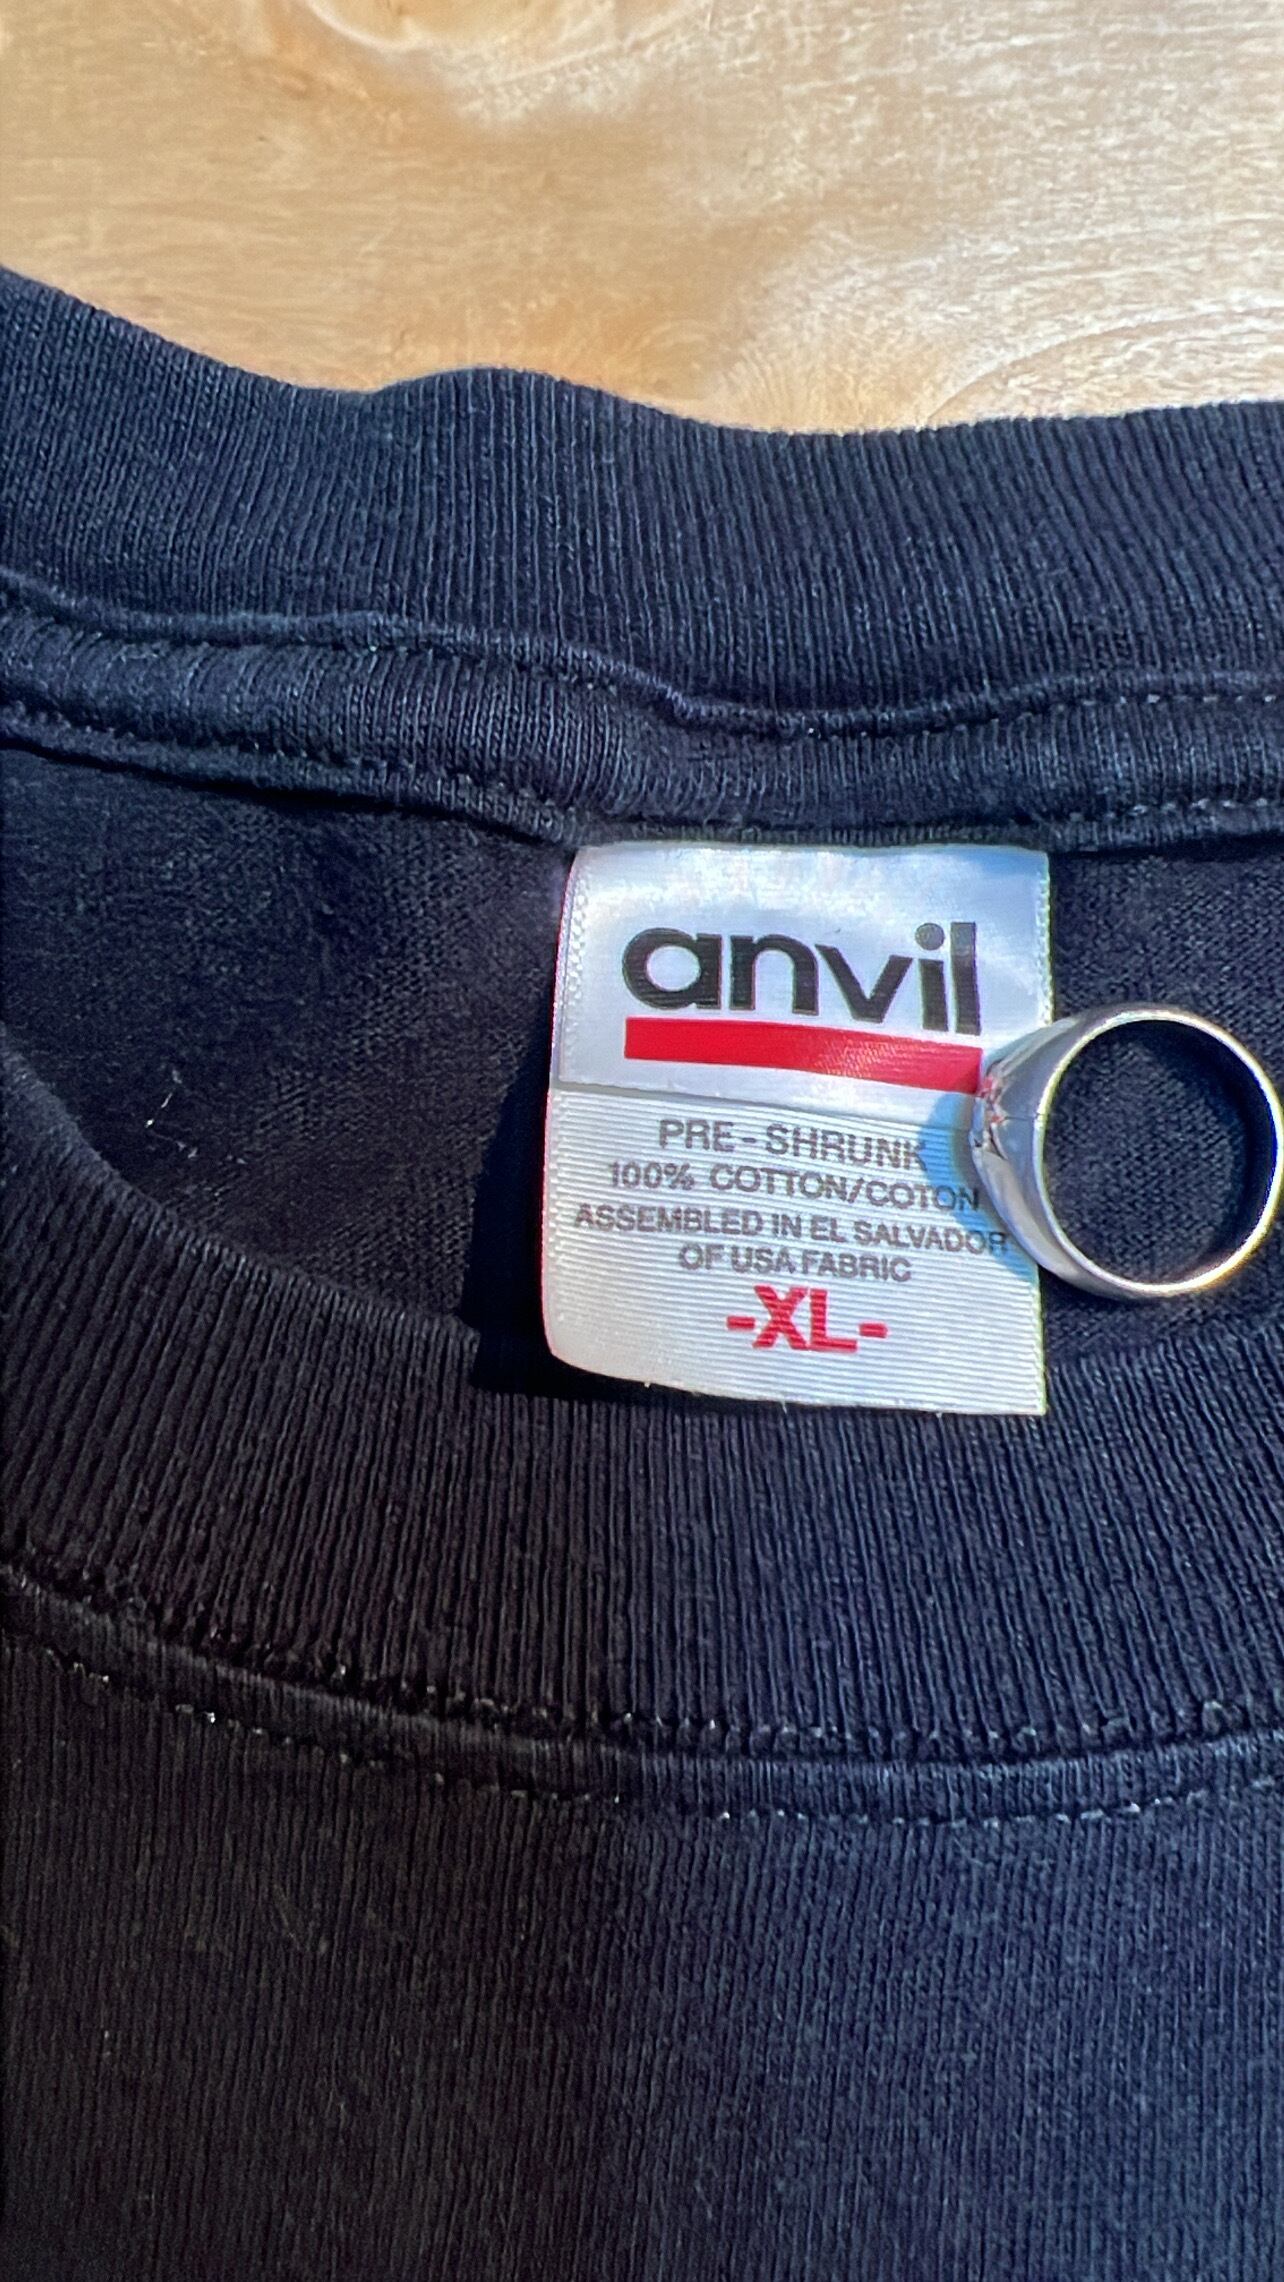 anvil
PRE-SHRUNK
100% COTTON/COTON
ASSEMBLED IN EL SALVADOR
OF USA FABRIC
-XL-